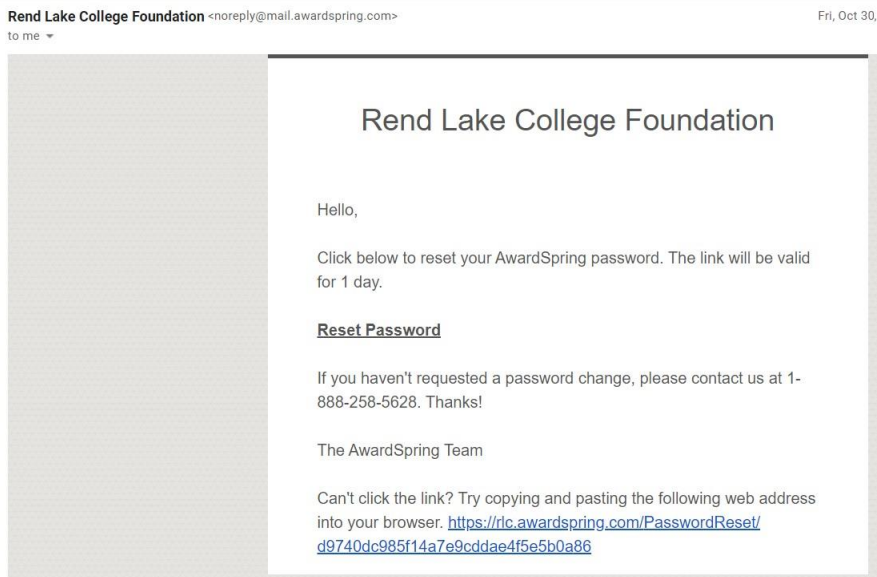 Rend Lake College Foundation <noreply@mail.awardspring.com>
Fri, Oct 30,
to me
Rend Lake College Foundation
Hello,
Click below to reset your AwardSpring password. The link will be valid
for 1 day.
Reset Password
If you haven't requested a password change, please contact us at 1-
888-258-5628. Thanks!
The AwardSpring Team
Can't click the link? Try copying and pasting the following web address
into your browser. https://rlc.awardspring.com/PasswordReset/
d9740dc985f14a7e9cddae4f5e5b0a86